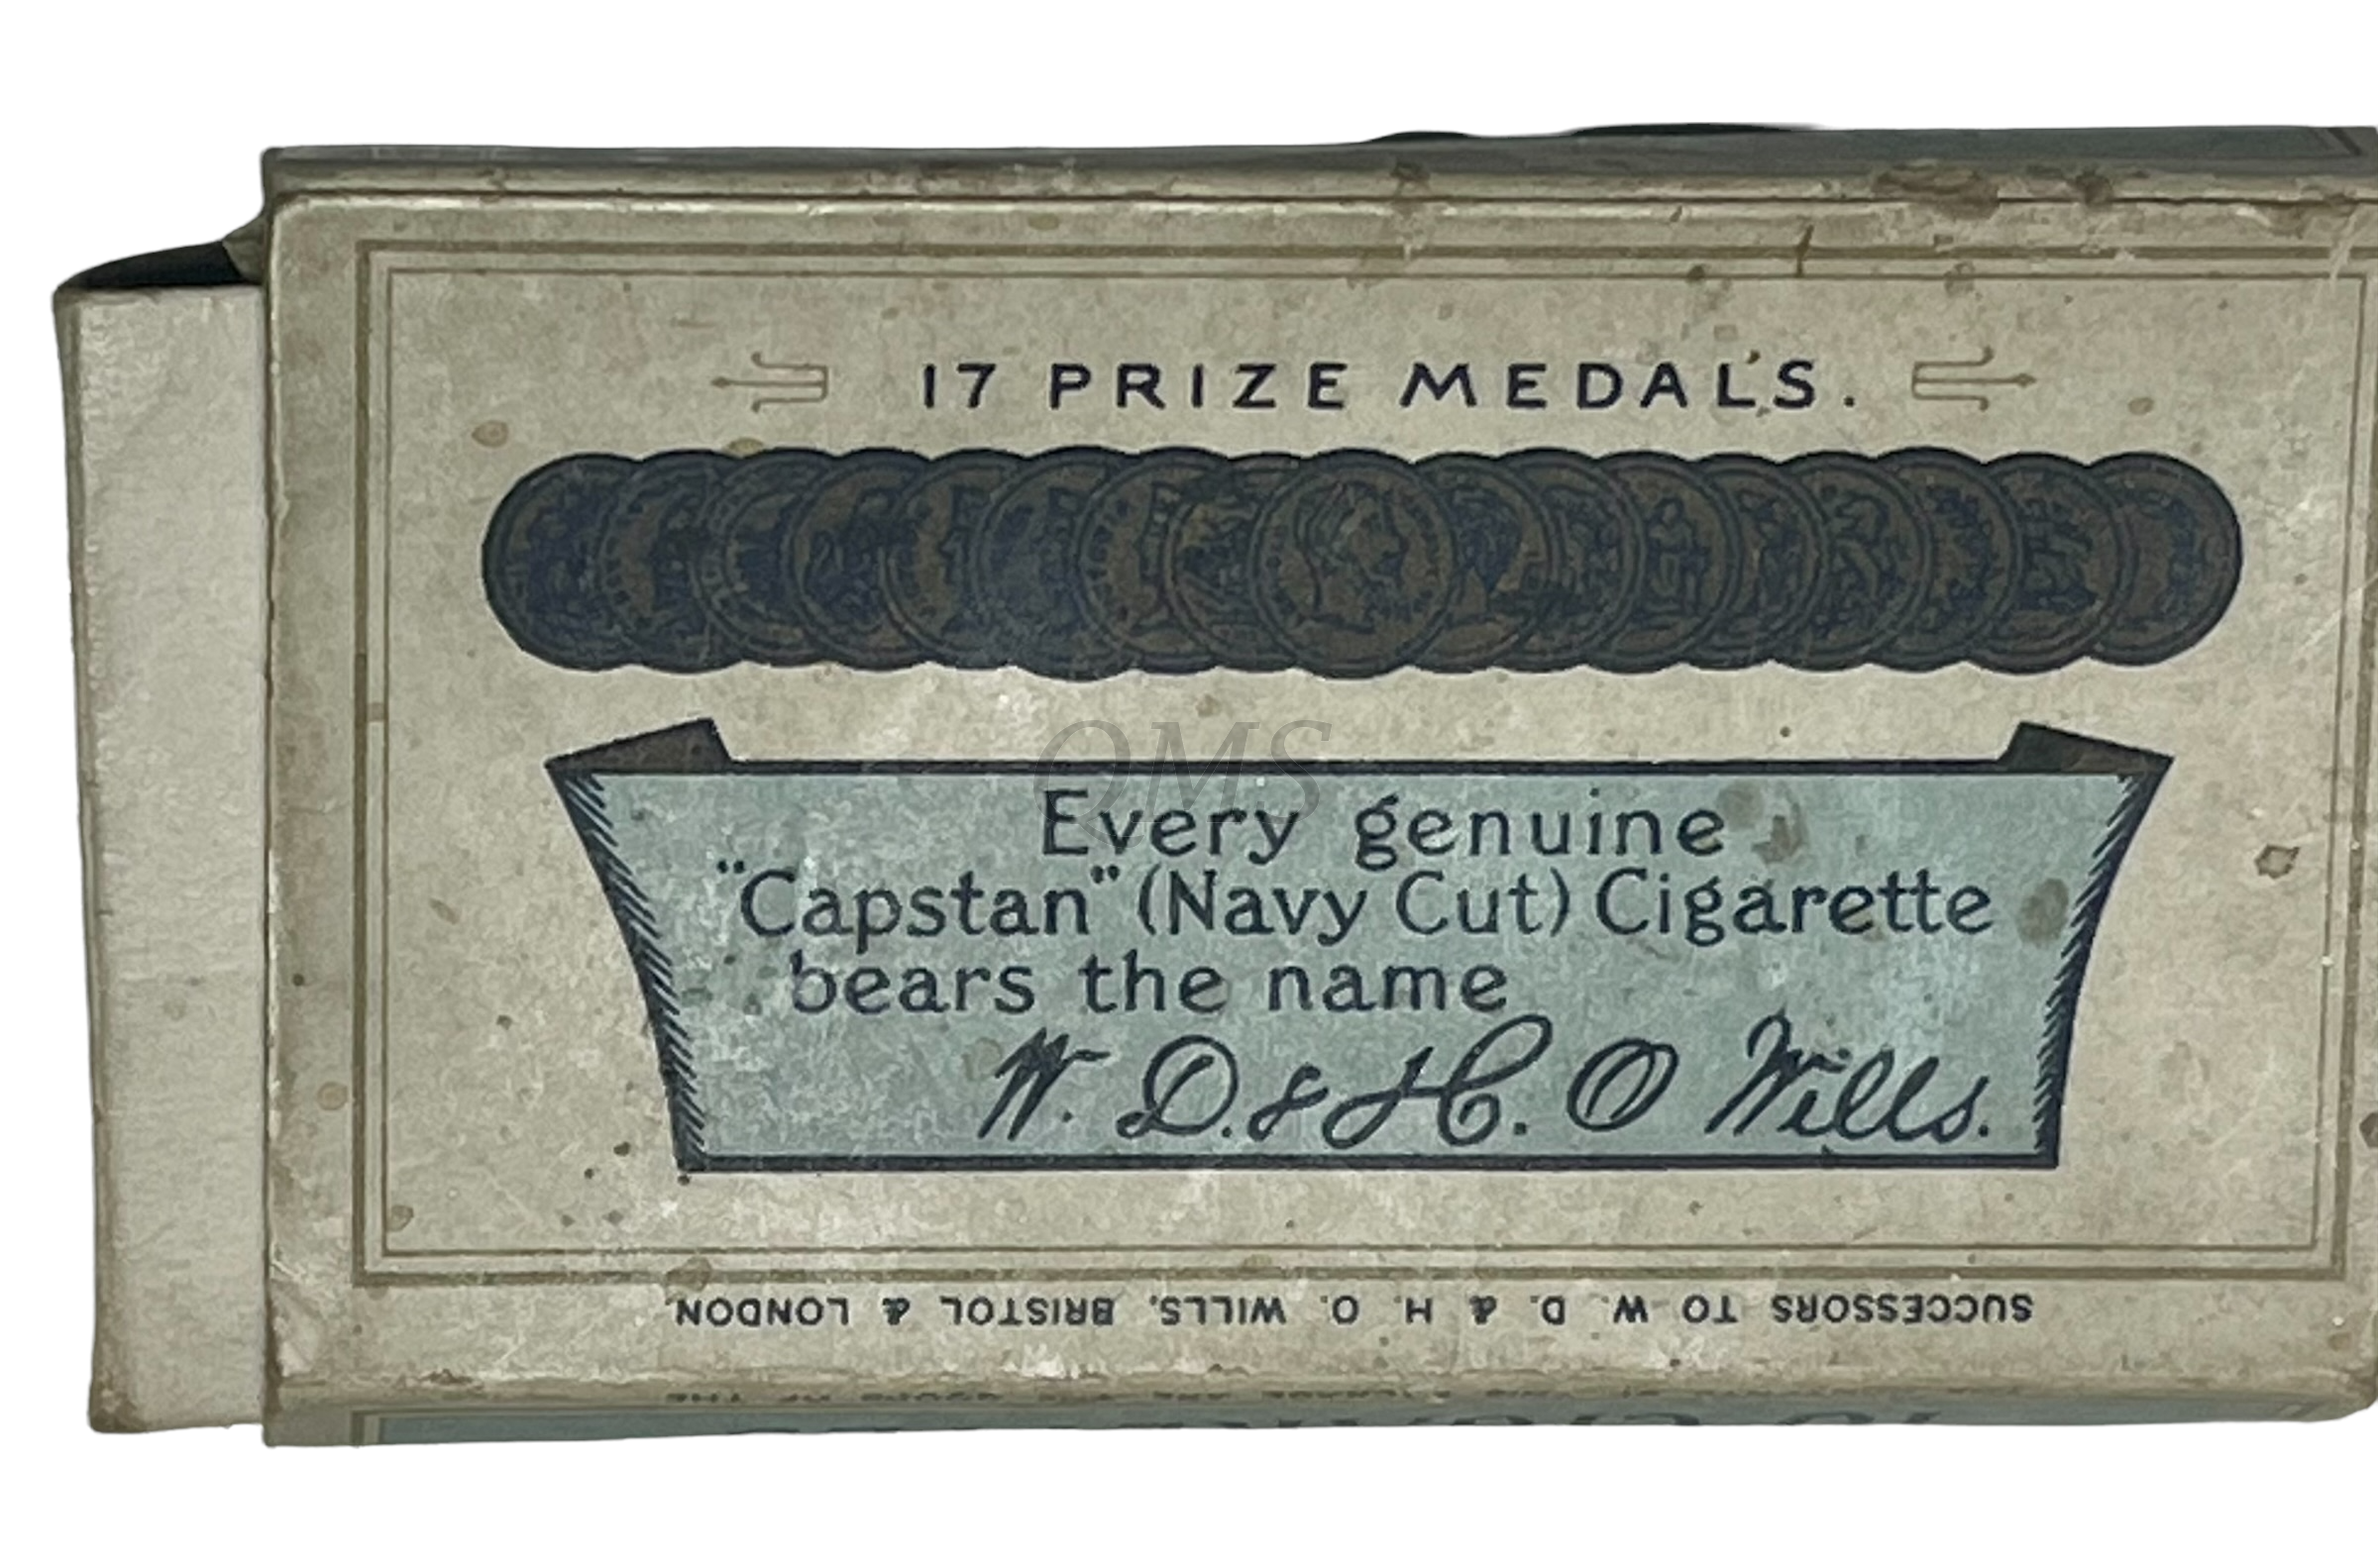 17 PRIZE MEDALS.
QMS
Every genuine
"Capstan" (Navy Cut) Cigarette
bears the name
W. D. & H. O Wills.
SUCCESSORS TO W. D. & H. O. WILLS, BRISTOL & LONDON.